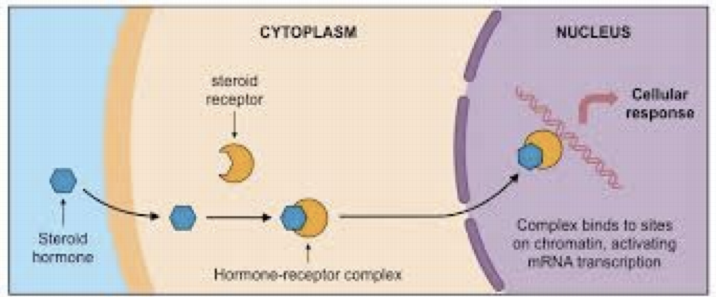 CYTOPLASM
NUCLEUS
steroid
receptor
Cellular
response
Steroid
hormone
Hormone-receptor complex
Complex binds to sites
on chromatin, activating
mRNA transcription